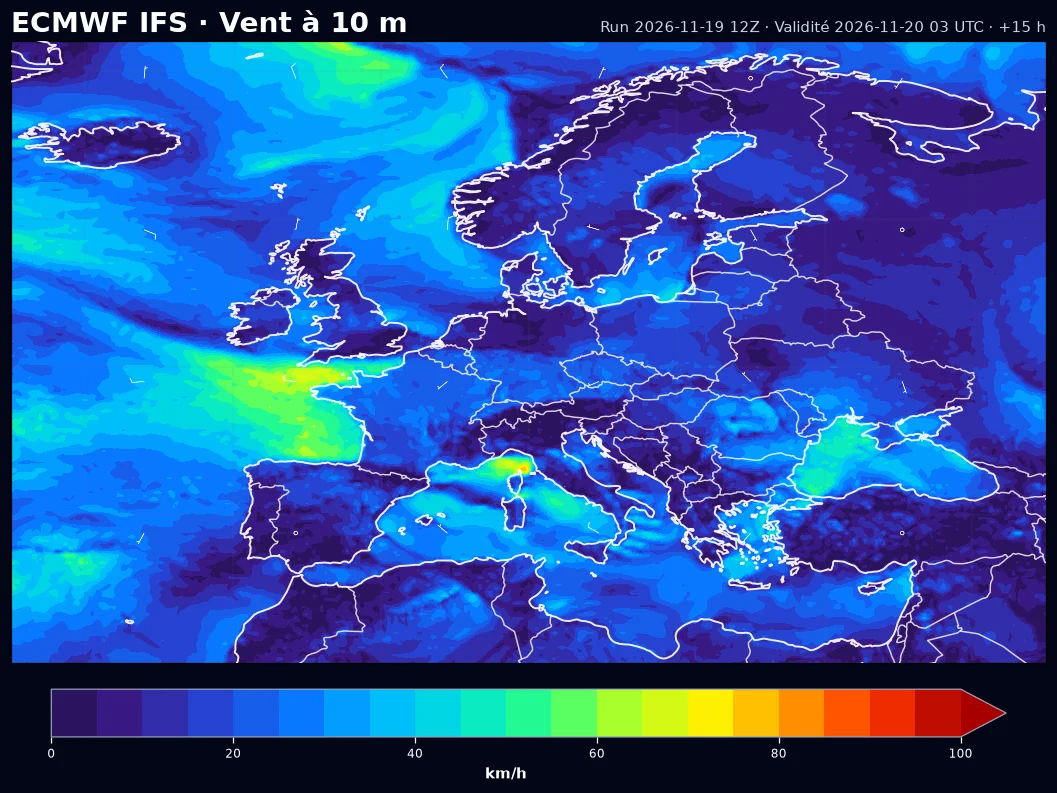 ECMWF IFS · Vent à 10 m
Run 2026-11-19 12Z · Validité 2026-11-20 03 UTC · +15 h
0 20 40 60 80 100
km/h